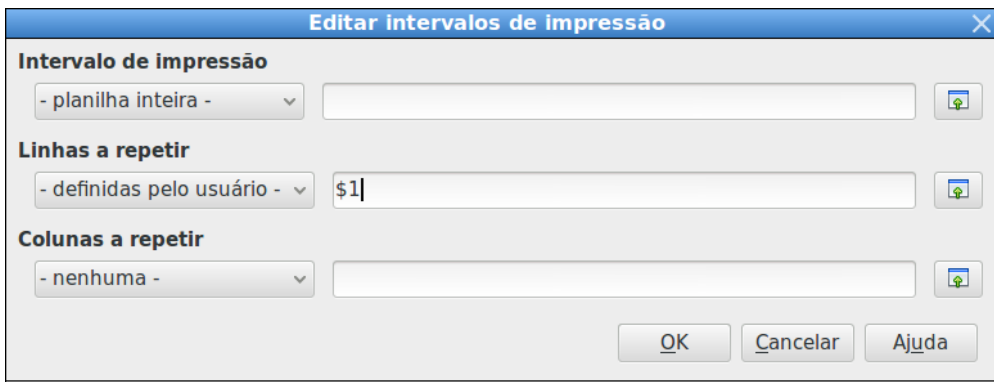 Editar intervalos de impressão
Intervalo de impressão
- planilha inteira -
Linhas a repetir
- definidas pelo usuário - $1
Colunas a repetir
- nenhuma -
OK Cancelar Ajuda